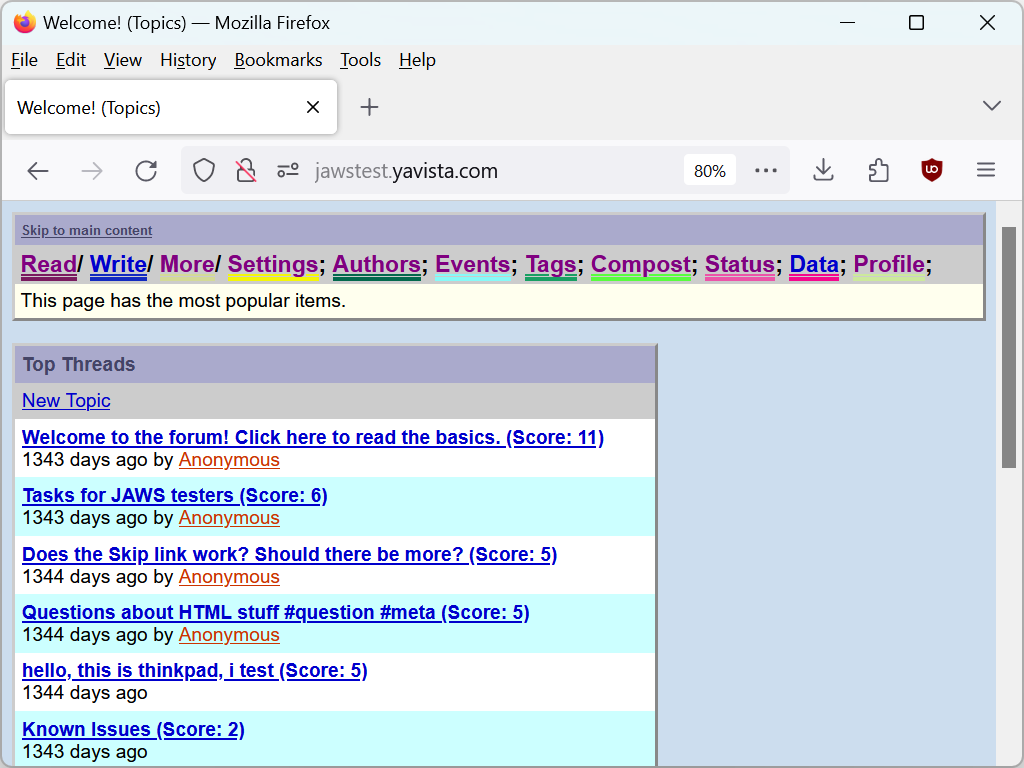 Welcome! (Topics) — Mozilla Firefox
File Edit View History Bookmarks Tools Help
Welcome! (Topics)
jawstest.yavista.com 80%
Skip to main content
Read/ Write/ More/ Settings; Authors; Events; Tags; Compost; Status; Data; Profile;
This page has the most popular items.
Top Threads
New Topic
Welcome to the forum! Click here to read the basics. (Score: 11)
1343 days ago by Anonymous
Tasks for JAWS testers (Score: 6)
1343 days ago by Anonymous
Does the Skip link work? Should there be more? (Score: 5)
1344 days ago by Anonymous
Questions about HTML stuff #question #meta (Score: 5)
1344 days ago by Anonymous
hello, this is thinkpad, i test (Score: 5)
1344 days ago
Known Issues (Score: 2)
1343 days ago